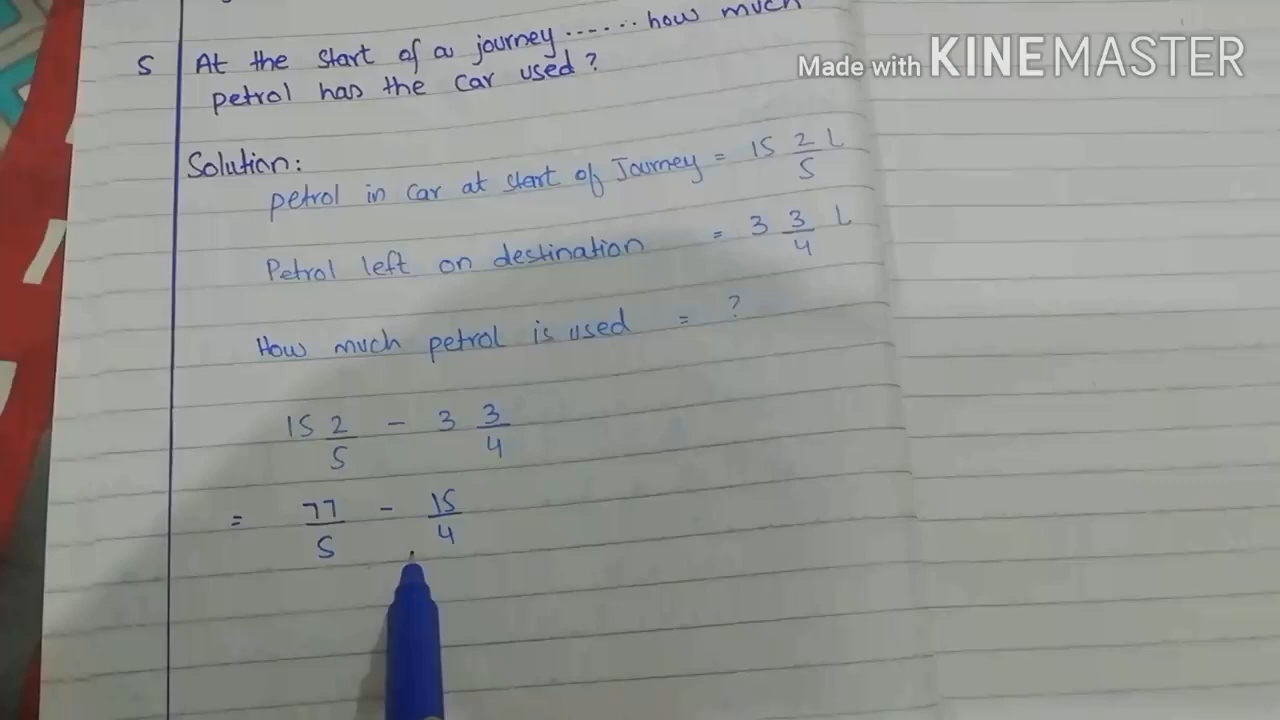 5 At the start of a journey ...... how much
petrol has the car used?
Made with KINEMASTER
Solution:
petrol in car at start of Journey = 15 2/5 L
Petrol left on destination = 3 3/4 L
How much petrol is used = ?
15 2/5 - 3 3/4
= 77/5 - 15/4